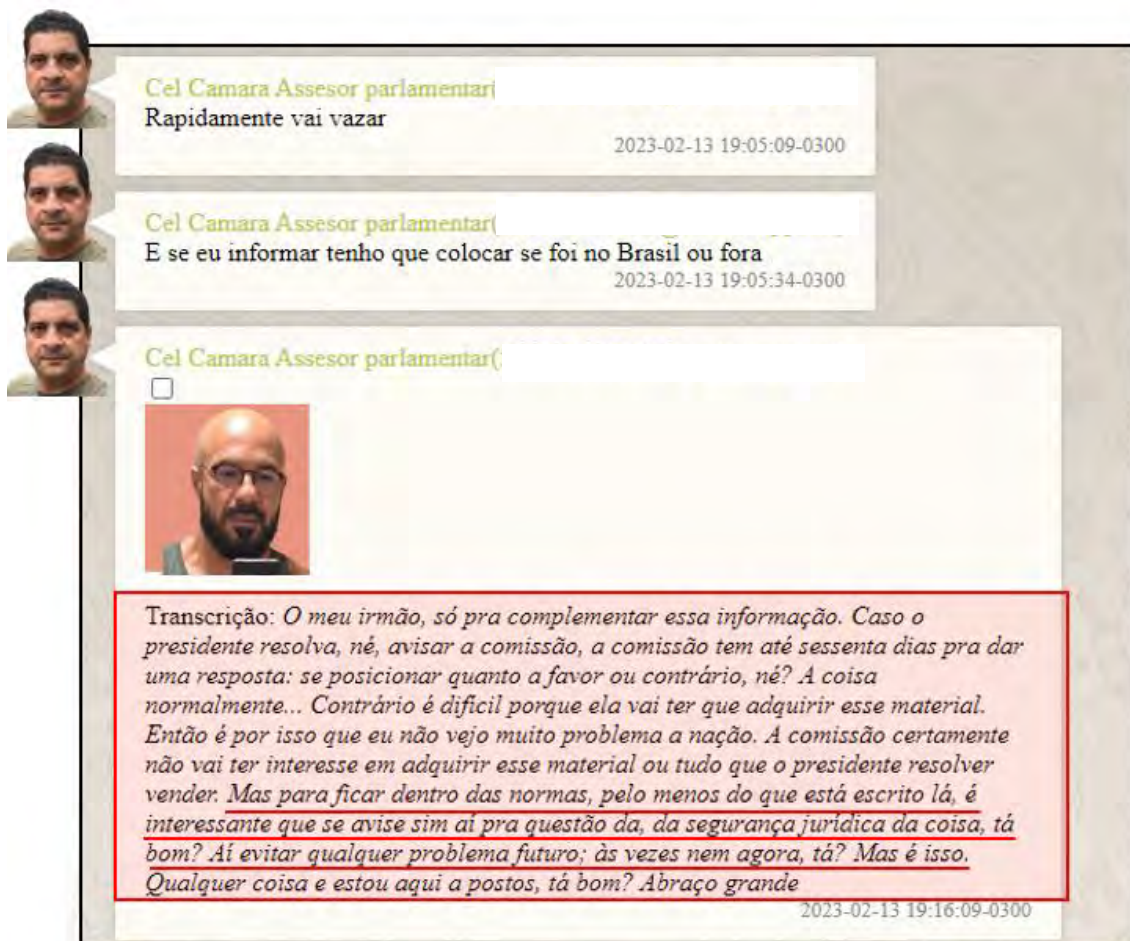 Cel Camara Assesor parlamentar(
Rapidamente vai vazar
2023-02-13 19:05:09-0300
Cel Camara Assesor parlamentar(
E se eu informar tenho que colocar se foi no Brasil ou fora
2023-02-13 19:05:34-0300
Cel Camara Assesor parlamentar(
Transcrição: O meu irmão, só pra complementar essa informação. Caso o
presidente resolva, né, avisar a comissão, a comissão tem até sessenta dias pra dar
uma resposta: se posicionar quanto a favor ou contrário, né? A coisa
normalmente... Contrário é difícil porque ela vai ter que adquirir esse material.
Então é por isso que eu não vejo muito problema a nação. A comissão certamente
não vai ter interesse em adquirir esse material ou tudo que o presidente resolver
vender. Mas para ficar dentro das normas, pelo menos do que está escrito lá, é
interessante que se avise sim aí pra questão da, da segurança jurídica da coisa, tá
bom? Aí evitar qualquer problema futuro; às vezes nem agora, tá? Mas é isso.
Qualquer coisa e estou aqui a postos, tá bom? Abraço grande
2023-02-13 19:16:09-0300